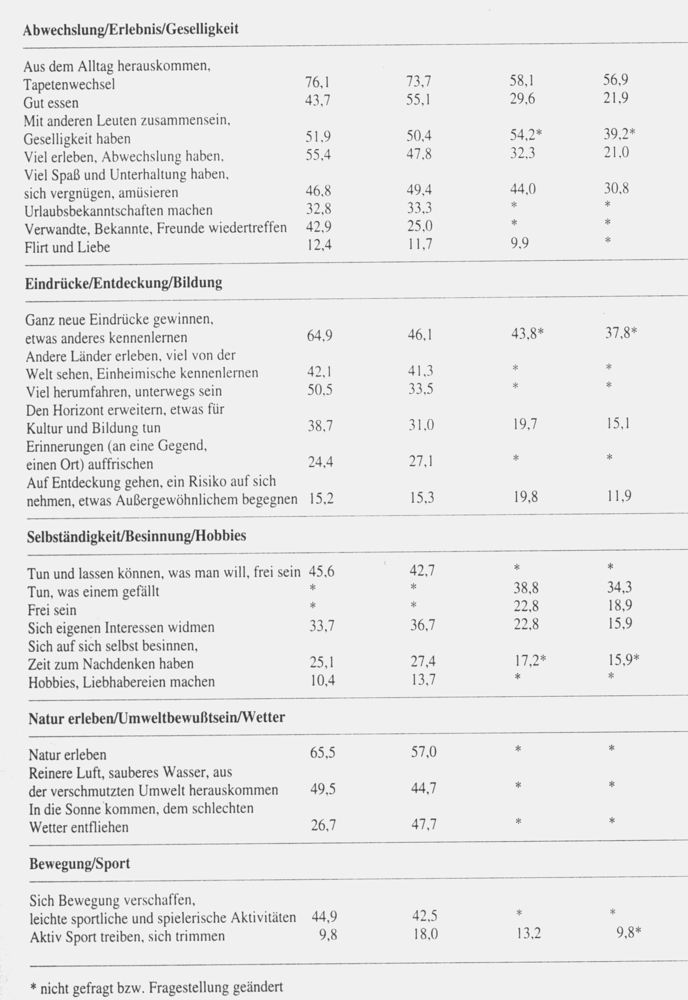 Abwechslung/Erlebnis/Geselligkeit
Aus dem Alltag herauskommen,
Tapetenwechsel 76,1 73,7 58,1 56,9
Gut essen 43,7 55,1 29,6 21,9
Mit anderen Leuten zusammensein,
Geselligkeit haben 51,9 50,4 54,2* 39,2*
Viel erleben, Abwechslung haben, 55,4 47,8 32,3 21,0
Viel Spaß und Unterhaltung haben,
sich vergnügen, amüsieren 46,8 49,4 44,0 30,8
Urlaubsbekanntschaften machen 32,8 33,3 * *
Verwandte, Bekannte, Freunde wiedertreffen 42,9 25,0 * *
Flirt und Liebe 12,4 11,7 9,9 *
Eindrücke/Entdeckung/Bildung
Ganz neue Eindrücke gewinnen,
etwas anderes kennenlernen 64,9 46,1 43,8* 37,8*
Andere Länder erleben, viel von der
Welt sehen, Einheimische kennenlernen 42,1 41,3 * *
Viel herumfahren, unterwegs sein 50,5 33,5 * *
Den Horizont erweitern, etwas für
Kultur und Bildung tun 38,7 31,0 19,7 15,1
Erinnerungen (an eine Gegend,
einen Ort) auffrischen 24,4 27,1 * *
Auf Entdeckung gehen, ein Risiko auf sich
nehmen, etwas Außergewöhnlichem begegnen 15,2 15,3 19,8 11,9
Selbständigkeit/Besinnung/Hobbies
Tun und lassen können, was man will, frei sein 45,6 42,7 * *
Tun, was einem gefällt * * 38,8 34,3
Frei sein * * 22,8 18,9
Sich eigenen Interessen widmen 33,7 36,7 22,8 15,9
Sich auf sich selbst besinnen,
Zeit zum Nachdenken haben 25,1 27,4 17,2* 15,9*
Hobbies, Liebhabereien machen 10,4 13,7 * *
Natur erleben/Umweltbewußtsein/Wetter
Natur erleben 65,5 57,0 * *
Reinere Luft, sauberes Wasser, aus
der verschmutzten Umwelt herauskommen 49,5 44,7 * *
In die Sonne kommen, dem schlechten
Wetter entfliehen 26,7 47,7 * *
Bewegung/Sport
Sich Bewegung verschaffen,
leichte sportliche und spielerische Aktivitäten 44,9 42,5 * *
Aktiv Sport treiben, sich trimmen 9,8 18,0 13,2 9,8*
* nicht gefragt bzw. Fragestellung geändert